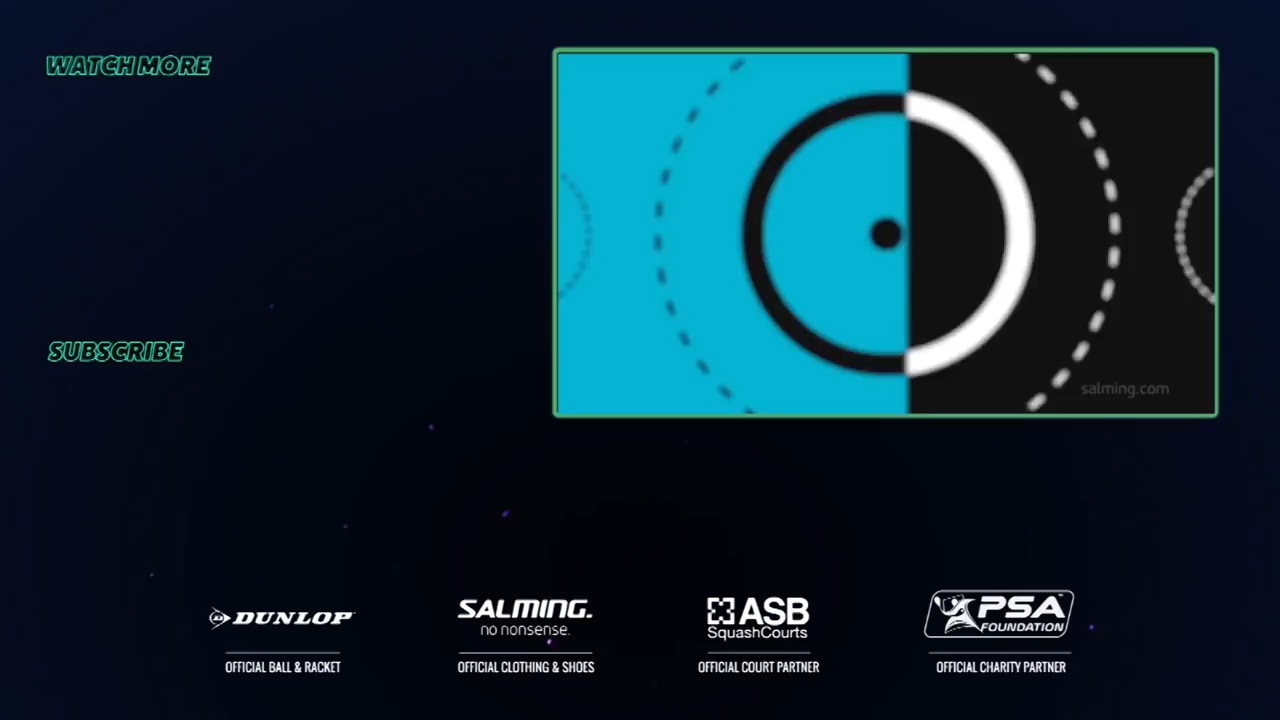 WATCH MORE
SUBSCRIBE
salming.com
DUNLOP
OFFICIAL BALL & RACKET
SALMING.
no nonsense.
OFFICIAL CLOTHING & SHOES
ASB
SquashCourts
OFFICIAL COURT PARTNER
PSA
FOUNDATION
OFFICIAL CHARITY PARTNER